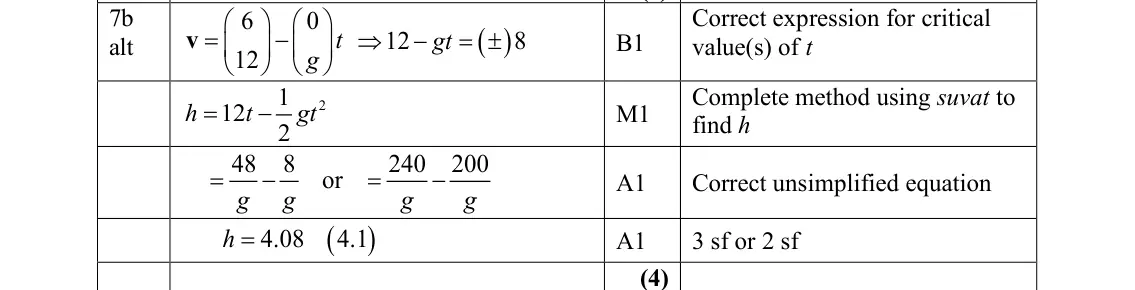 7b alt
v = (6 12) − (0 g) t ⇒ 12 − gt = (±) 8
B1
Correct expression for critical
value(s) of t
h = 12t − 1/2 gt²
M1
Complete method using suvat to
find h
= 48/g − 8/g or = 240/g − 200/g
A1
Correct unsimplified equation
h = 4.08 (4.1)
A1
3 sf or 2 sf
(4)